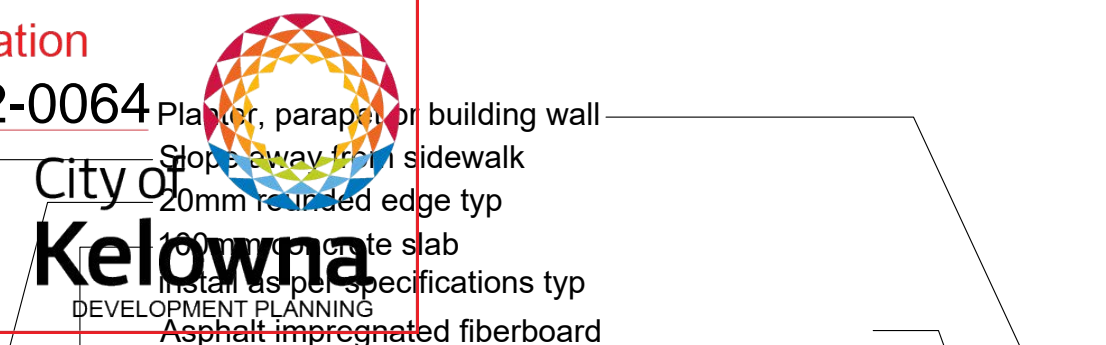 ation
2-0064
Planter, parapet or building wall
Slope away from sidewalk
City of
20mm rounded edge typ
Kelowna
100mm concrete slab
install as per specifications typ
DEVELOPMENT PLANNING
Asphalt impregnated fiberboard